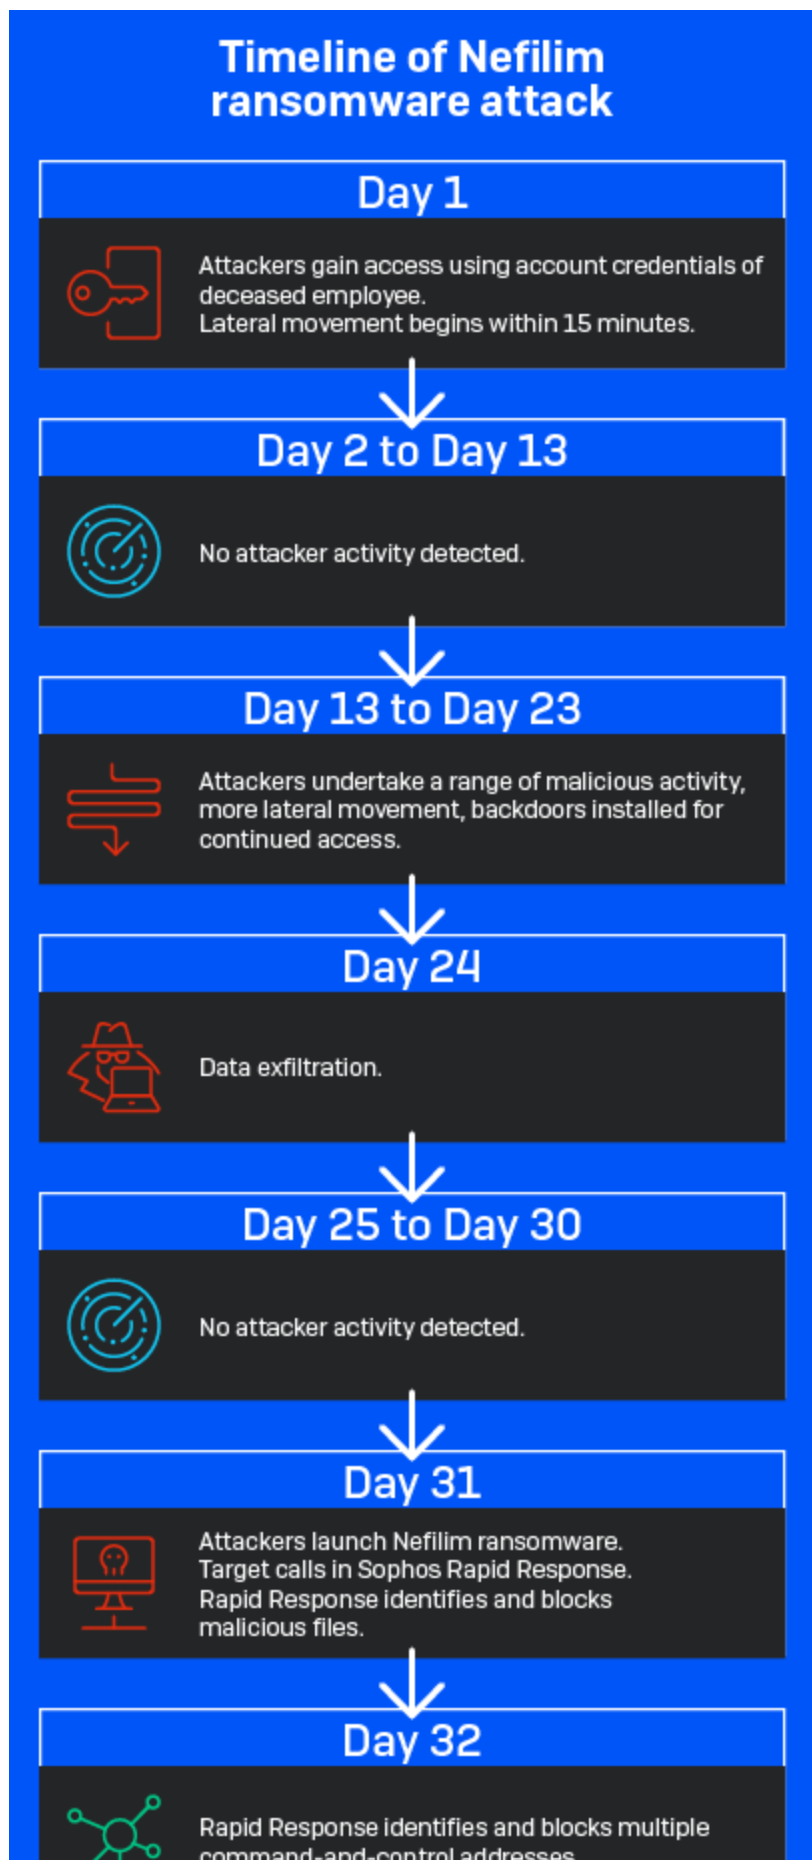 Timeline of Nefilim
ransomware attack
Day 1
Attackers gain access using account credentials of
deceased employee.
Lateral movement begins within 15 minutes.
Day 2 to Day 13
No attacker activity detected.
Day 13 to Day 23
Attackers undertake a range of malicious activity,
more lateral movement, backdoors installed for
continued access.
Day 24
Data exfiltration.
Day 25 to Day 30
No attacker activity detected.
Day 31
Attackers launch Nefilim ransomware.
Target calls in Sophos Rapid Response.
Rapid Response identifies and blocks
malicious files.
Day 32
Rapid Response identifies and blocks multiple
command-and-control addresses